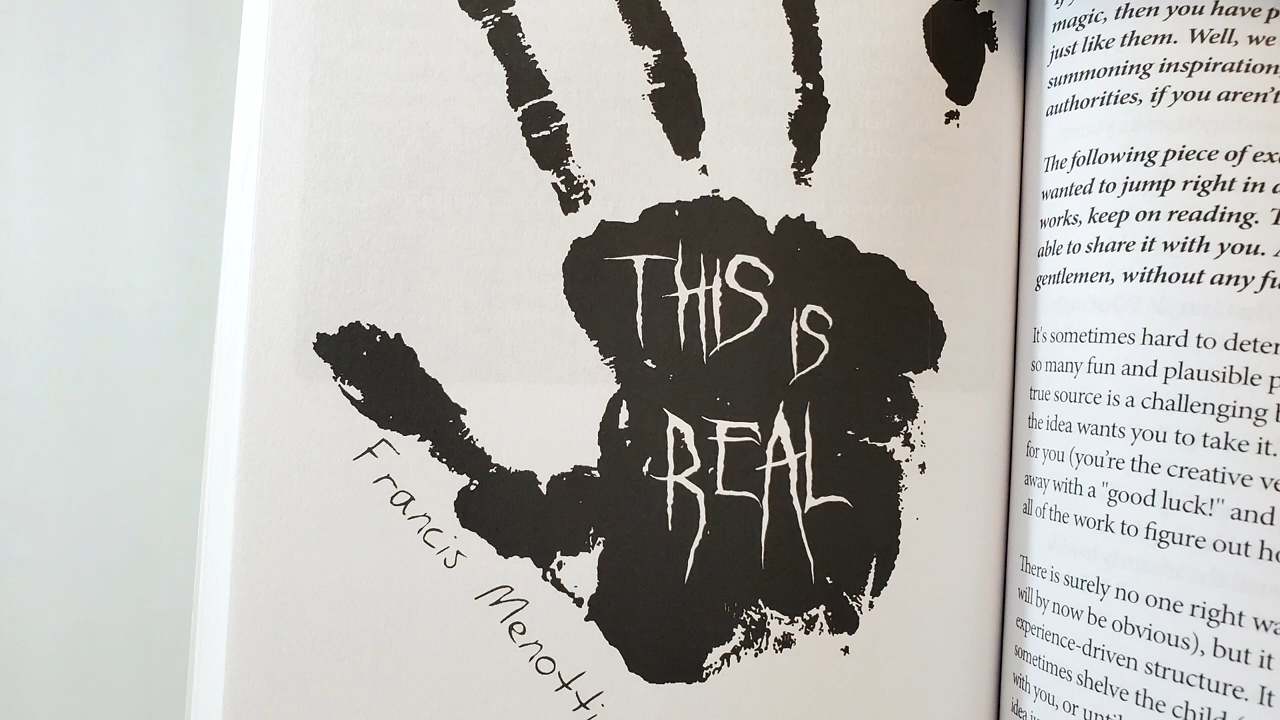 THIS IS
REAL
Francis Menotti
magic, then you have
just like them. Well, we
summoning inspiration,
authorities, if you aren't
The following piece of
wanted to jump right in
works, keep on reading.
able to share it with you.
gentlemen, without any
It's sometimes hard to
so many fun and plausible
true source is a challenging
the idea wants you to take it.
for you (you're the creative
away with a "good luck!" and
all of the work to figure out
There is surely no one right
will by now be obvious), but it
experience-driven structure. It
sometimes shelve the child
with you, or
idea